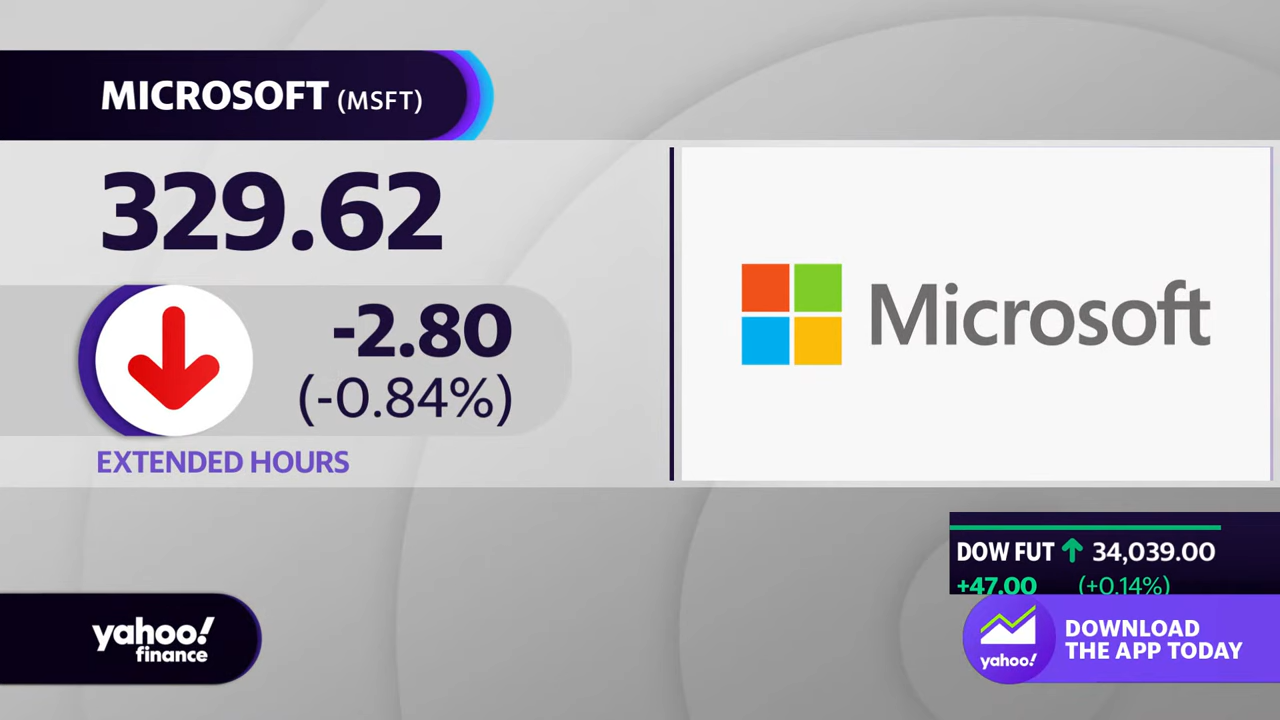 MICROSOFT (MSFT)
329.62
-2.80
(-0.84%)
EXTENDED HOURS
Microsoft
DOW FUT 34,039.00
+47.00 (+0.14%)
yahoo!
finance
yahoo!
DOWNLOAD
THE APP TODAY